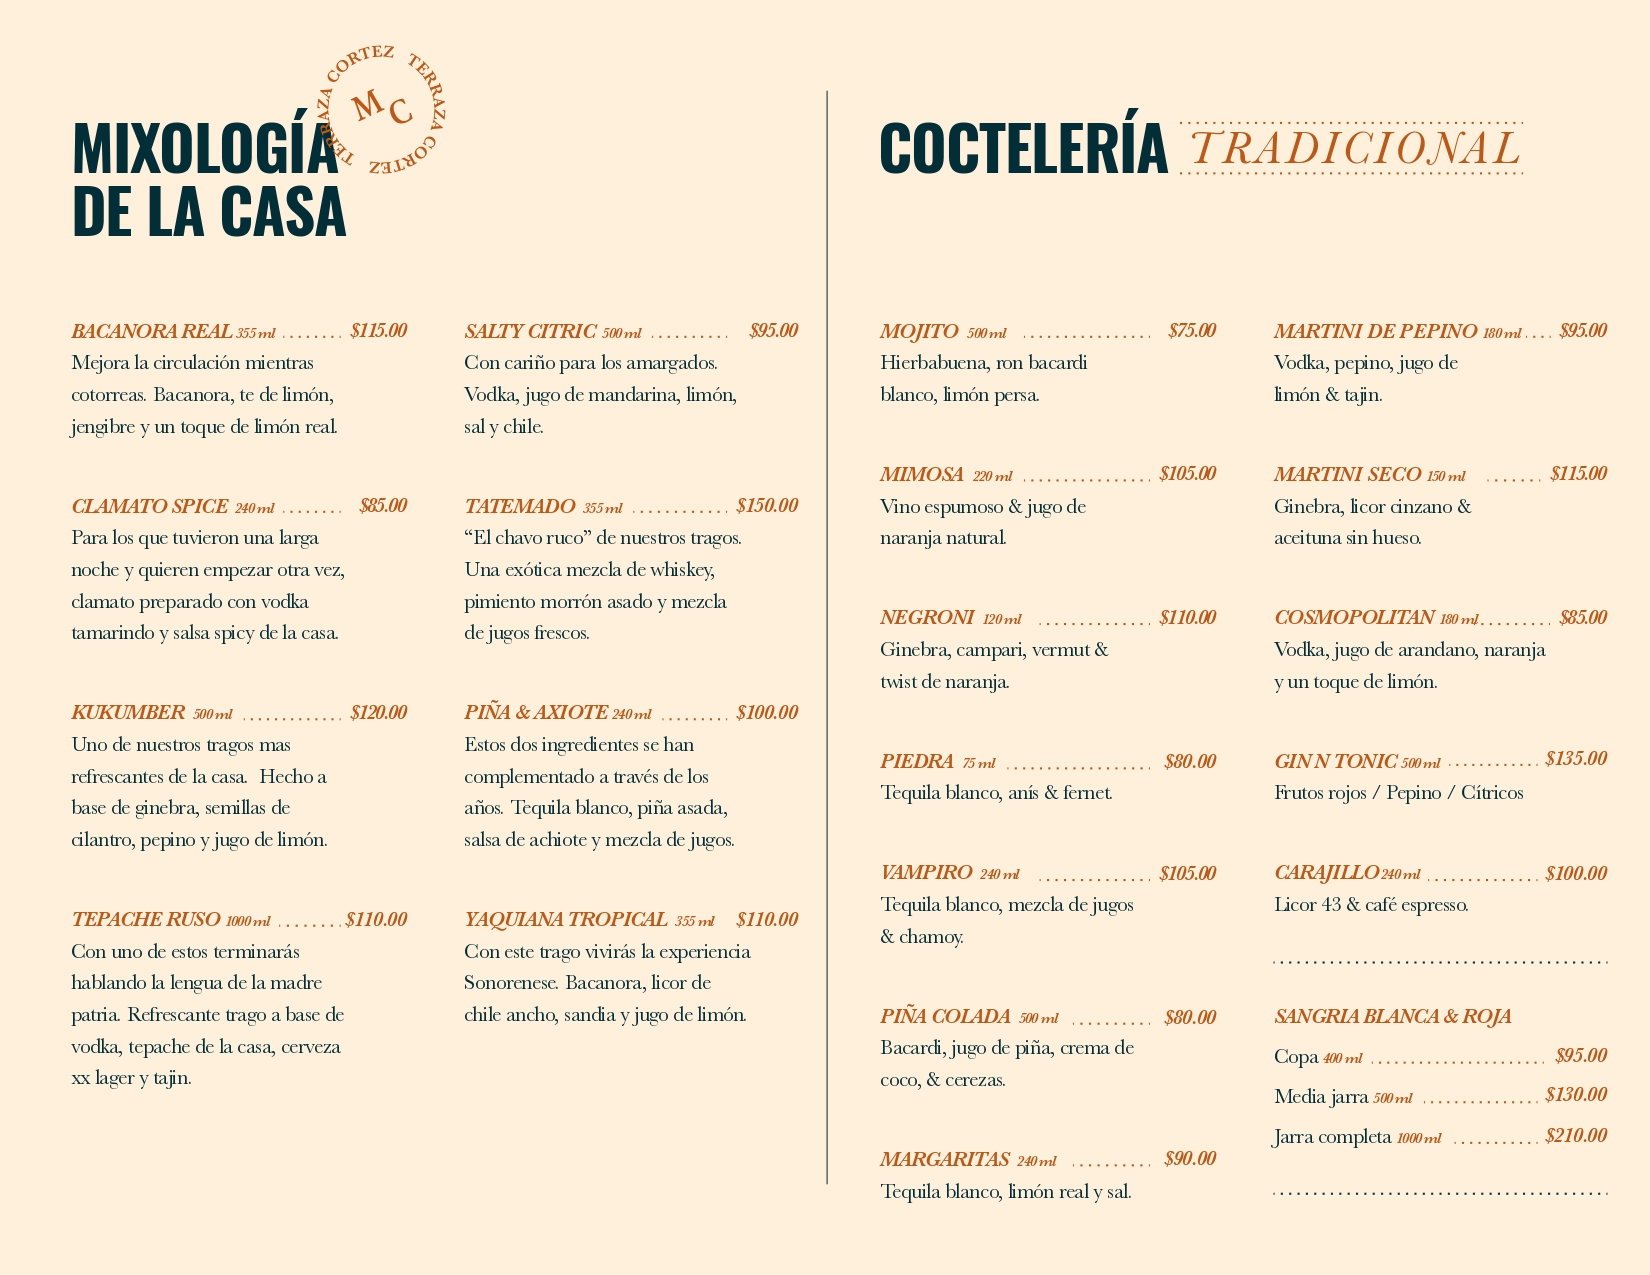 TERRAZA CORTEZ TERRAZA CORTEZ
M C
MIXOLOGÍA
DE LA CASA
BACANORA REAL 355 ml ....... $115.00
Mejora la circulación mientras
cotorreas. Bacanora, te de limón,
jengibre y un toque de limón real.
CLAMATO SPICE 240 ml ....... $85.00
Para los que tuvieron una larga
noche y quieren empezar otra vez,
clamato preparado con vodka
tamarindo y salsa spicy de la casa.
KUKUMBER 500 ml ............ $120.00
Uno de nuestros tragos mas
refrescantes de la casa. Hecho a
base de ginebra, semillas de
cilantro, pepino y jugo de limón.
TEPACHE RUSO 1000 ml ........ $110.00
Con uno de estos terminarás
hablando la lengua de la madre
patria. Refrescante trago a base de
vodka, tepache de la casa, cerveza
xx lager y tajin.
SALTY CITRIC 500 ml ......... $95.00
Con cariño para los amargados.
Vodka, jugo de mandarina, limón,
sal y chile.
TATEMADO 355 ml ............ $150.00
“El chavo ruco” de nuestros tragos.
Una exótica mezcla de whiskey,
pimiento morrón asado y mezcla
de jugos frescos.
PIÑA & AXIOTE 240 ml ........ $100.00
Estos dos ingredientes se han
complementado a través de los
años. Tequila blanco, piña asada,
salsa de achiote y mezcla de jugos.
YAQUIANA TROPICAL 355 ml $110.00
Con este trago vivirás la experiencia
Sonorenese. Bacanora, licor de
chile ancho, sandia y jugo de limón.
COCTELERÍA TRADICIONAL
MOJITO 500 ml ................ $75.00
Hierbabuena, ron bacardi
blanco, limón persa.
MIMOSA 220 ml ................ $105.00
Vino espumoso & jugo de
naranja natural.
NEGRONI 120 ml .............. $110.00
Ginebra, campari, vermut &
twist de naranja.
PIEDRA 75 ml .................. $80.00
Tequila blanco, anís & fernet.
VAMPIRO 240 ml .............. $105.00
Tequila blanco, mezcla de jugos
& chamoy.
PIÑA COLADA 500 ml .......... $80.00
Bacardi, jugo de piña, crema de
coco, & cerezas.
MARGARITAS 240 ml .......... $90.00
Tequila blanco, limón real y sal.
MARTINI DE PEPINO 180 ml .... $95.00
Vodka, pepino, jugo de
limón & tajin.
MARTINI SECO 150 ml ...... $115.00
Ginebra, licor cinzano &
aceituna sin hueso.
COSMOPOLITAN 180 ml ......... $85.00
Vodka, jugo de arandano, naranja
y un toque de limón.
GIN N TONIC 500 ml ........... $135.00
Frutos rojos / Pepino / Cítricos
CARAJILLO 240 ml .............. $100.00
Licor 43 & café espresso.
SANGRIA BLANCA & ROJA
Copa 400 ml ...................... $95.00
Media jarra 500 ml .............. $130.00
Jarra completa 1000 ml .......... $210.00